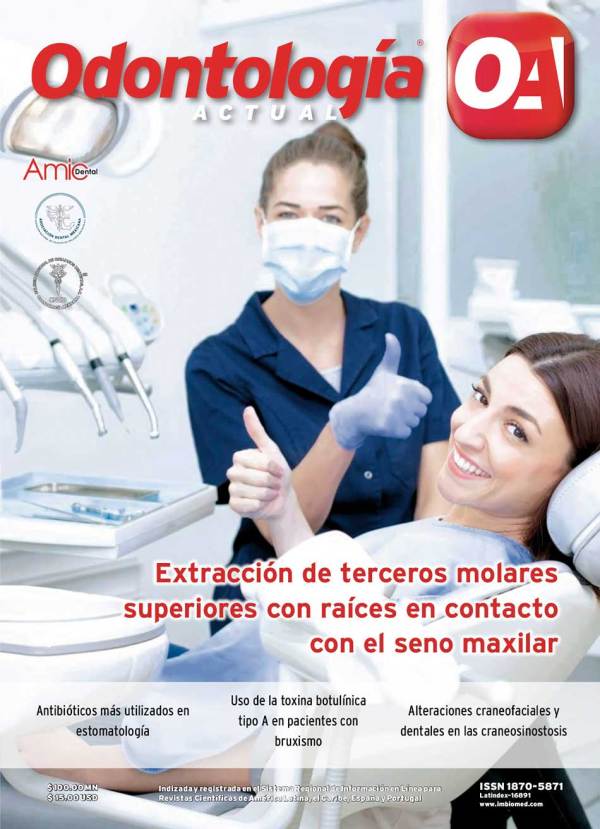 Odontología®
ACTUAL
OA
Amic
Dental
ASOCIACIÓN DENTAL MEXICANA
Extracción de terceros molares
superiores con raíces en contacto
con el seno maxilar
Antibióticos más utilizados en
estomatología
Uso de la toxina botulínica
tipo A en pacientes con
bruxismo
Alteraciones craneofaciales y
dentales en las craneosinostosis
$ 100.00 MN
$ 15.00 USD
Indizada y registrada en el Sistema Regional de Información en Línea para
Revistas Científicas de América Latina, el Caribe, España y Portugal
ISSN 1870-5871
Latindex-16891
www.imbiomed.com